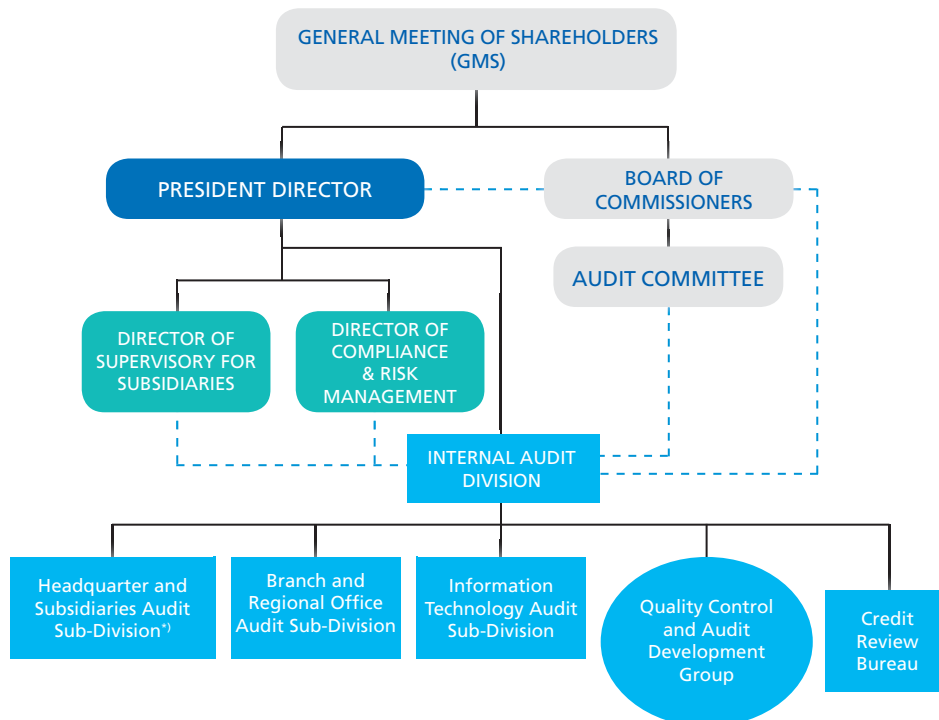 GENERAL MEETING OF SHAREHOLDERS
(GMS)
PRESIDENT DIRECTOR
BOARD OF
COMMISSIONERS
AUDIT COMMITTEE
DIRECTOR OF
SUPERVISORY FOR
SUBSIDIARIES
DIRECTOR OF
COMPLIANCE
& RISK
MANAGEMENT
INTERNAL AUDIT
DIVISION
Headquarter and
Subsidiaries Audit
Sub-Division*)
Branch and
Regional Office
Audit Sub-Division
Information
Technology Audit
Sub-Division
Quality Control
and Audit
Development
Group
Credit
Review
Bureau